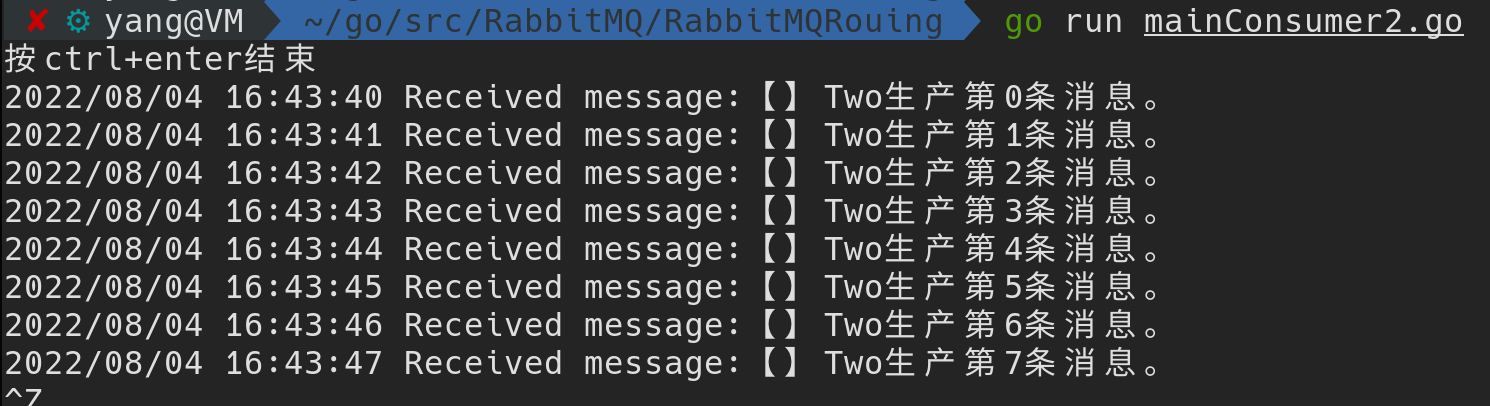 ✘ ⚙ yang@VM ~/go/src/RabbitMQ/RabbitMQRouing go run mainConsumer2.go
按ctrl+enter结束
2022/08/04 16:43:40 Received message:【】 Two生产第0条消息。
2022/08/04 16:43:41 Received message:【】 Two生产第1条消息。
2022/08/04 16:43:42 Received message:【】 Two生产第2条消息。
2022/08/04 16:43:43 Received message:【】 Two生产第3条消息。
2022/08/04 16:43:44 Received message:【】 Two生产第4条消息。
2022/08/04 16:43:45 Received message:【】 Two生产第5条消息。
2022/08/04 16:43:46 Received message:【】 Two生产第6条消息。
2022/08/04 16:43:47 Received message:【】 Two生产第7条消息。
^Z